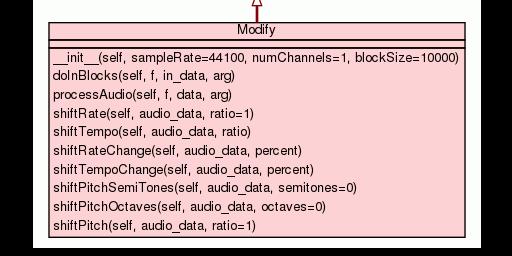 Modify
__init__(self, sampleRate=44100, numChannels=1, blockSize=10000)
doInBlocks(self, f, in_data, arg)
processAudio(self, f, data, arg)
shiftRate(self, audio_data, ratio=1)
shiftTempo(self, audio_data, ratio)
shiftRateChange(self, audio_data, percent)
shiftTempoChange(self, audio_data, percent)
shiftPitchSemiTones(self, audio_data, semitones=0)
shiftPitchOctaves(self, audio_data, octaves=0)
shiftPitch(self, audio_data, ratio=1)